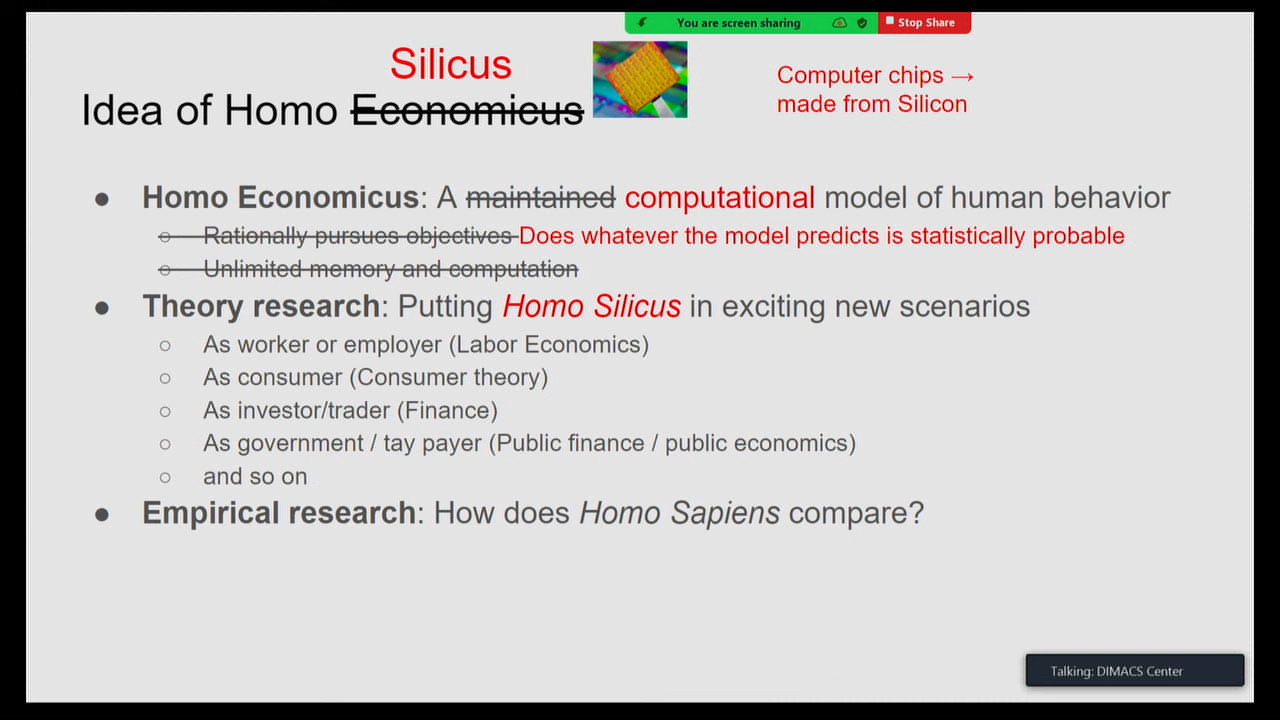 You are screen sharing
Stop Share
Silicus
Idea of Homo Economicus
Computer chips →
made from Silicon
● Homo Economicus: A maintained computational model of human behavior
○ Rationally pursues objectives Does whatever the model predicts is statistically probable
○ Unlimited memory and computation
● Theory research: Putting Homo Silicus in exciting new scenarios
○ As worker or employer (Labor Economics)
○ As consumer (Consumer theory)
○ As investor/trader (Finance)
○ As government / tay payer (Public finance / public economics)
○ and so on
● Empirical research: How does Homo Sapiens compare?
Talking: DIMACS Center